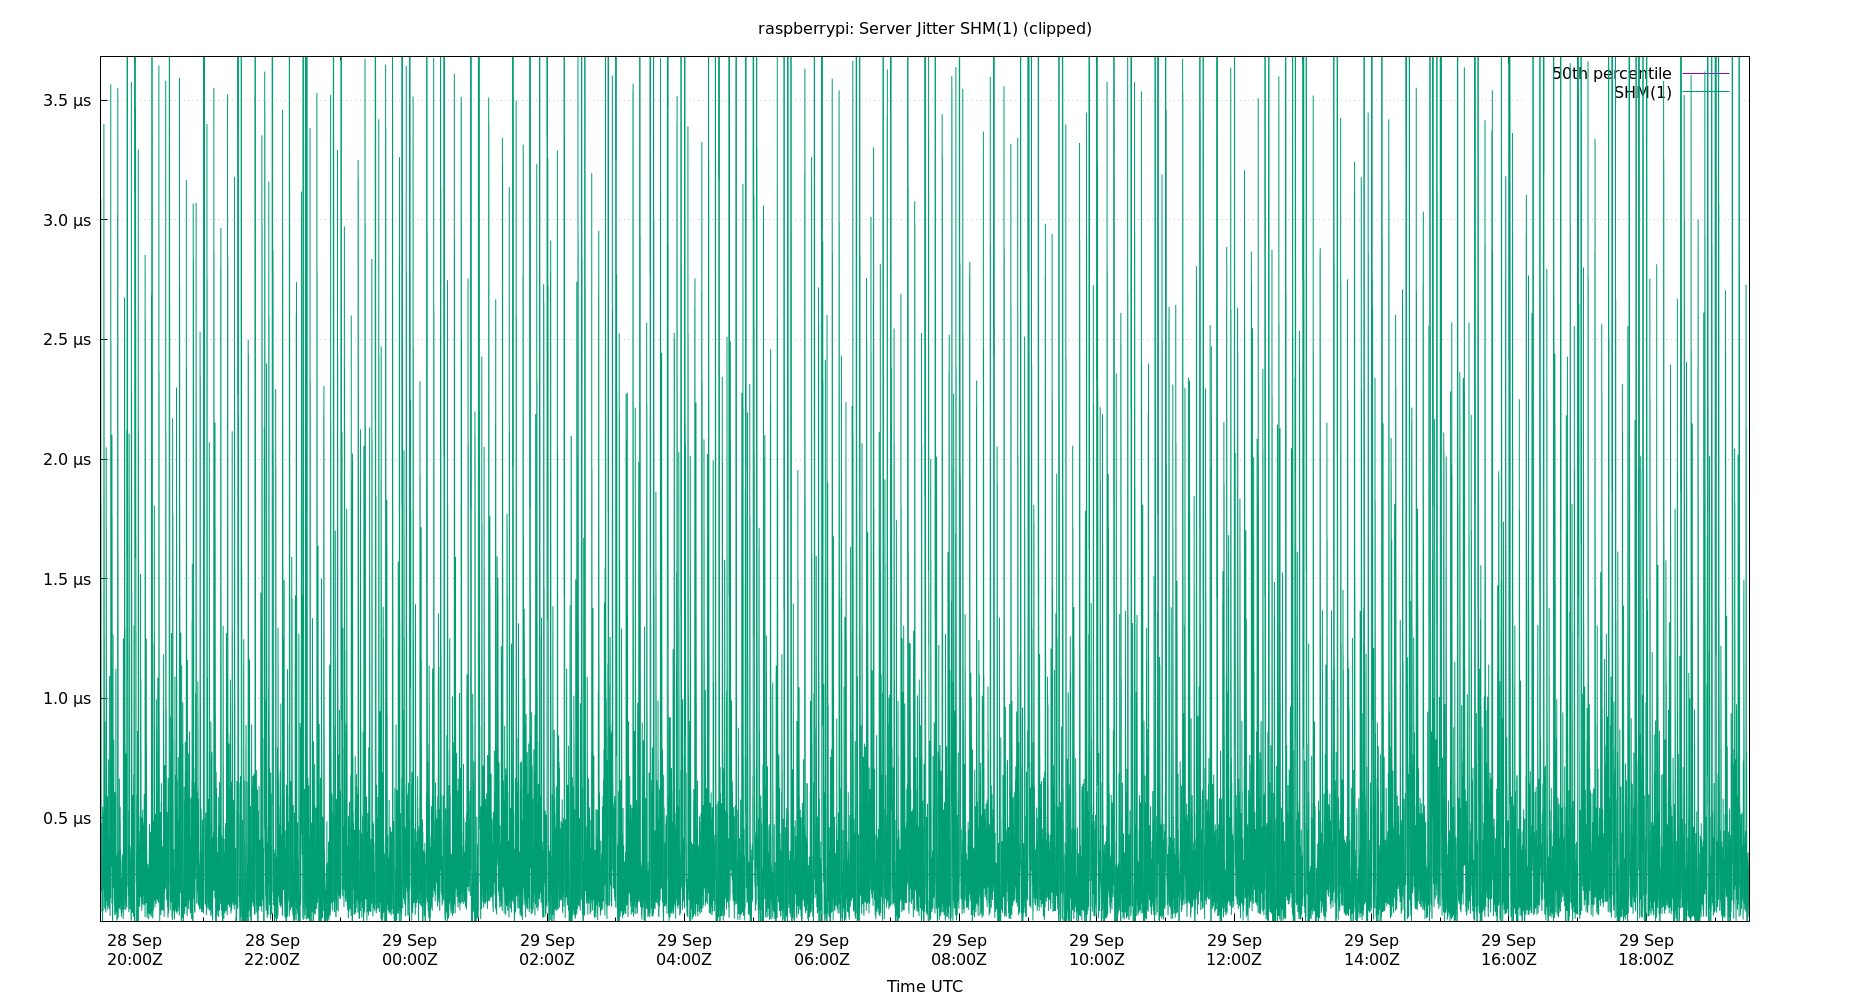 raspberrypi: Server Jitter SHM(1) (clipped)
50th percentile
SHM(1)
3.5 µs
3.0 µs
2.5 µs
2.0 µs
1.5 µs
1.0 µs
0.5 µs
28 Sep 28 Sep 29 Sep 29 Sep 29 Sep 29 Sep 29 Sep 29 Sep 29 Sep 29 Sep 29 Sep 29 Sep
20:00Z 22:00Z 00:00Z 02:00Z 04:00Z 06:00Z 08:00Z 10:00Z 12:00Z 14:00Z 16:00Z 18:00Z
Time UTC